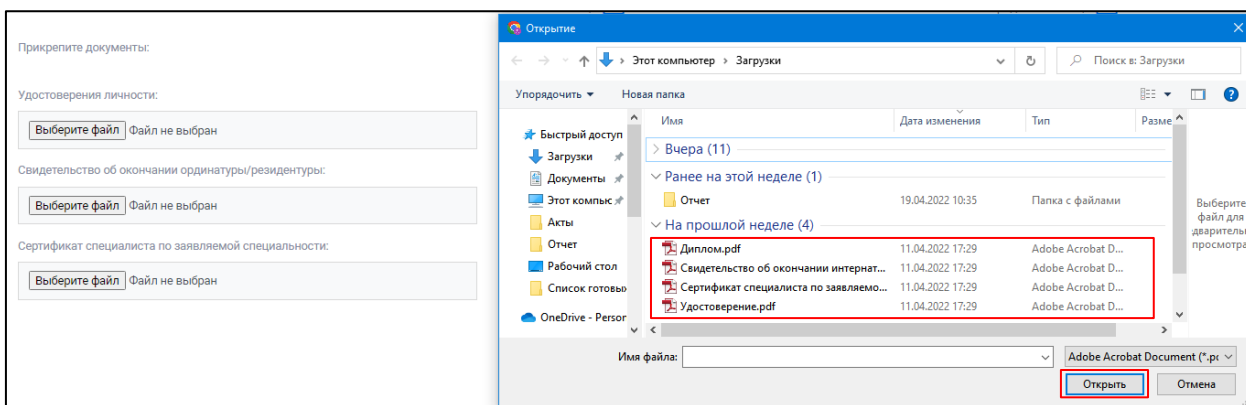 Прикрепите документы:
Удостоверения личности:
Выберите файл Файл не выбран
Свидетельство об окончании ординатуры/резидентуры:
Выберите файл Файл не выбран
Сертификат специалиста по заявляемой специальности:
Выберите файл Файл не выбран
Открытие
Этот компьютер › Загрузки
Поиск в: Загрузки
Упорядочить
Новая папка
Быстрый доступ
Загрузки
Документы
Этот компьюс
Акты
Отчет
Рабочий стол
Список готовых
OneDrive - Person
Имя Дата изменения Тип Разме
Вчера (11)
Ранее на этой неделе (1)
Отчет 19.04.2022 10:35 Папка с файлами
На прошлой неделе (4)
Диплом.pdf 11.04.2022 17:29 Adobe Acrobat D...
Свидетельство об окончании интернат... 11.04.2022 17:29 Adobe Acrobat D...
Сертификат специалиста по заявляемо... 11.04.2022 17:29 Adobe Acrobat D...
Удостоверение.pdf 11.04.2022 17:29 Adobe Acrobat D...
Выберите
файл для
дварительн
просмотра
Имя файла:
Adobe Acrobat Document (*.pd
Открыть Отмена